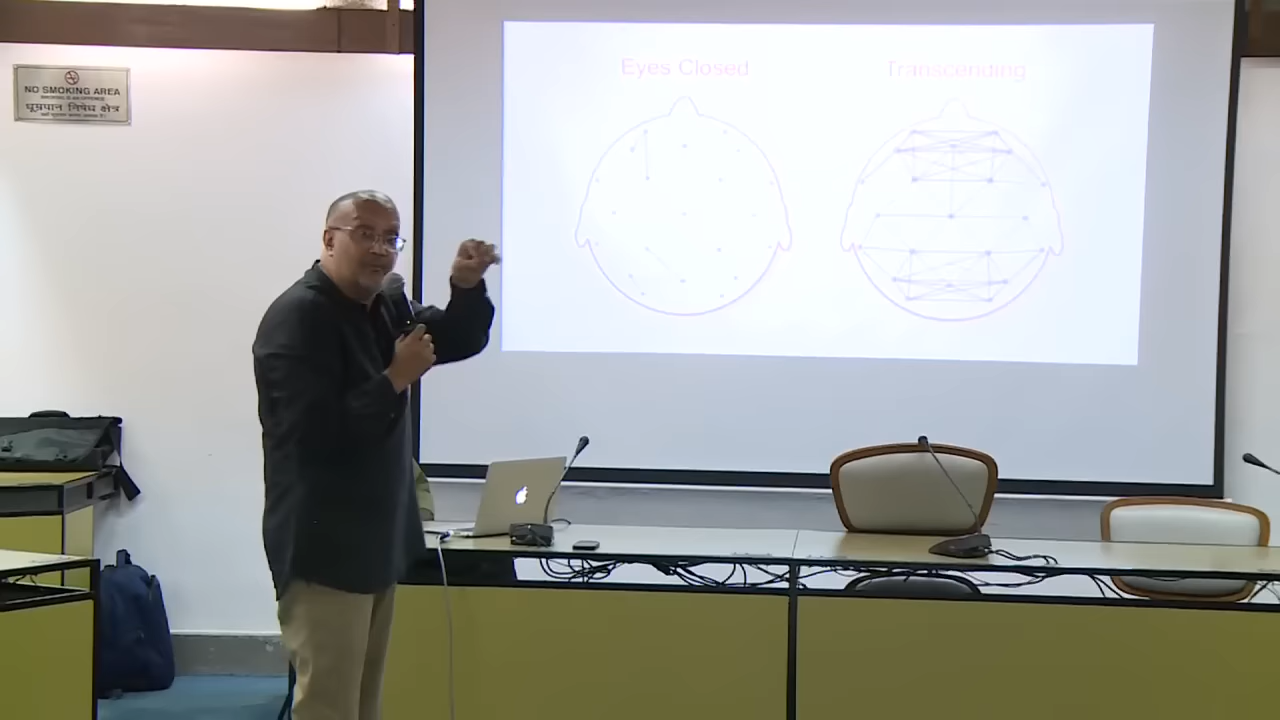 NO SMOKING AREA
धूम्रपान निषेध क्षेत्र
Eyes Closed
Transcending